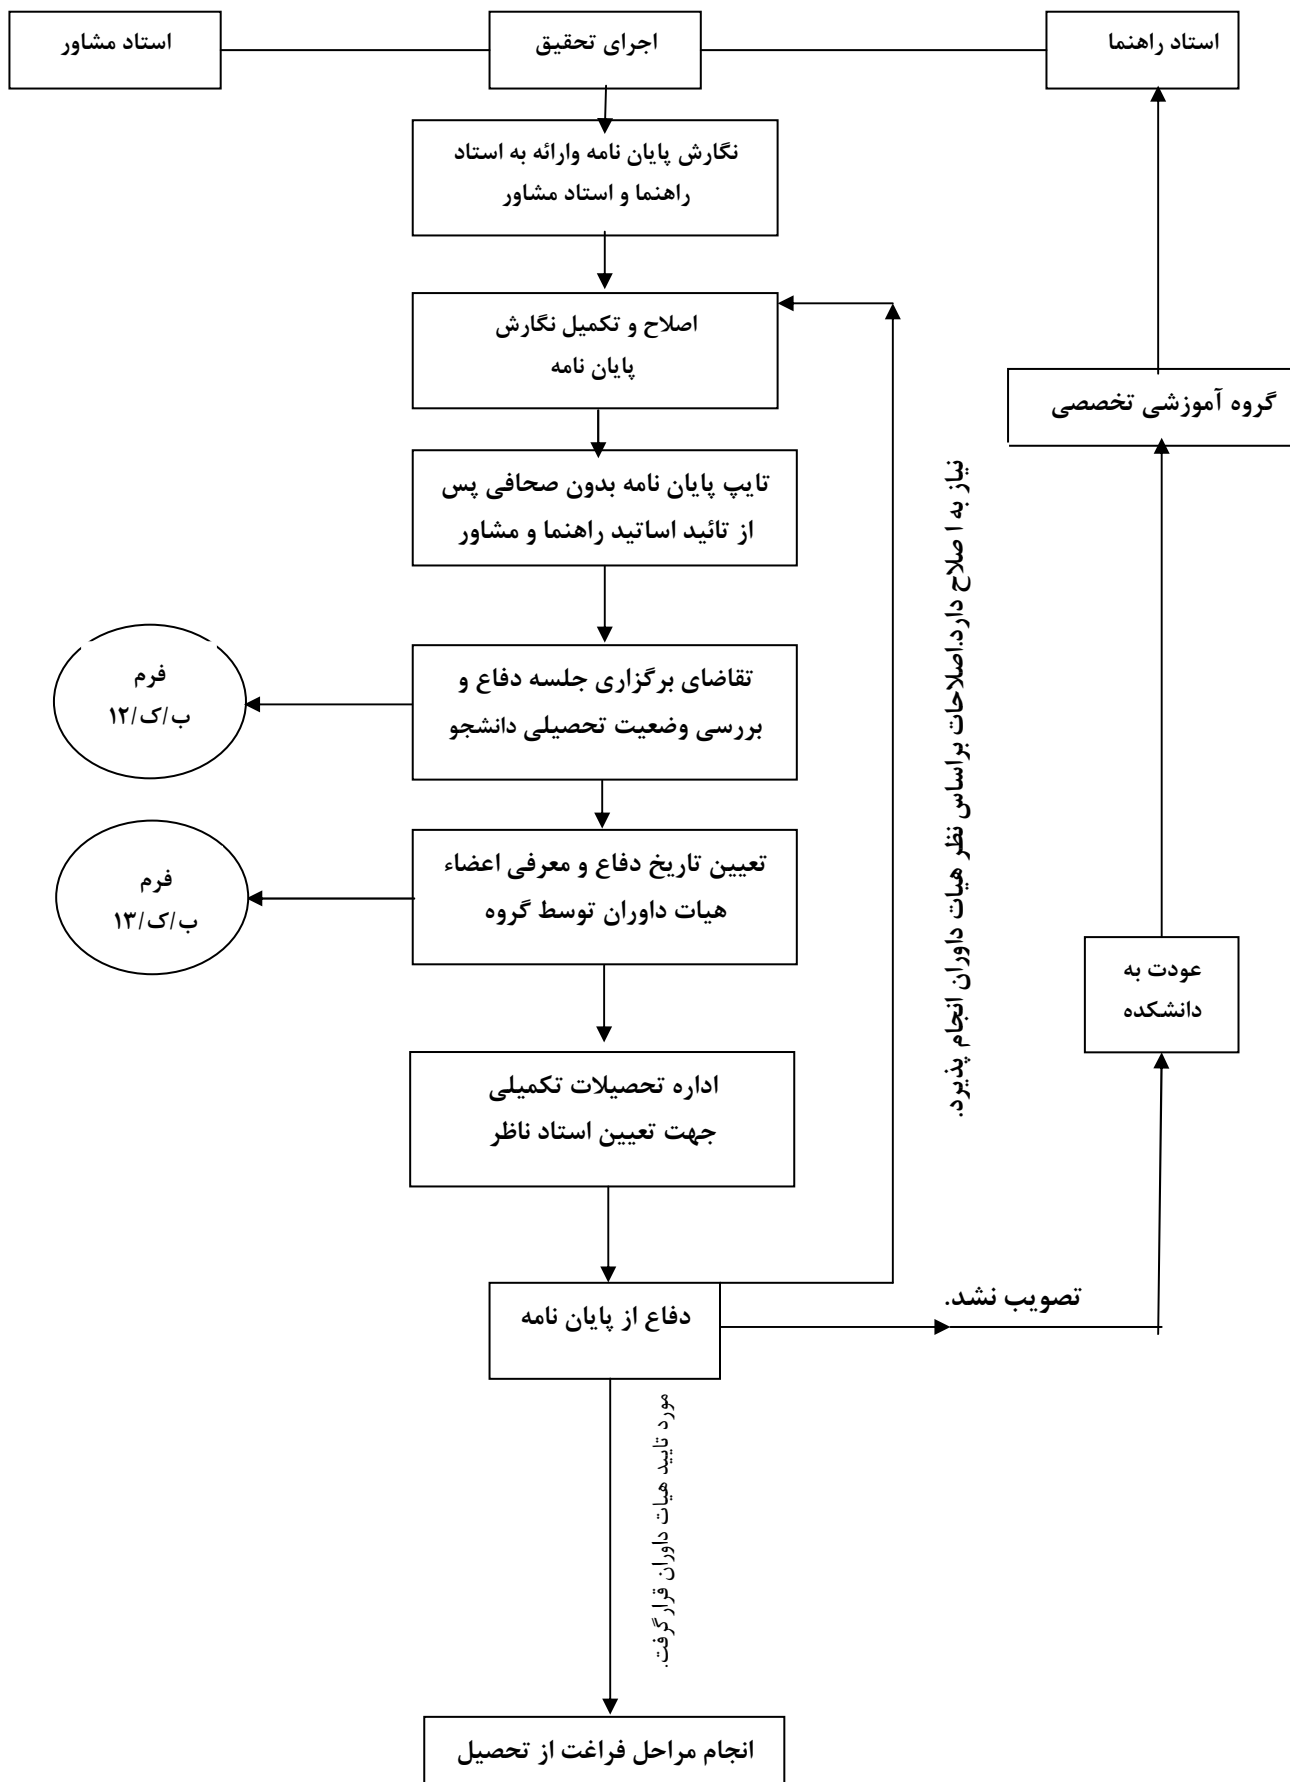 استاد راهنما
اجرای تحقیق
استاد مشاور
نگارش پایان نامه وارائه به استاد
راهنما و استاد مشاور
اصلاح و تکمیل نگارش
پایان نامه
گروه آموزشی تخصصی
تایپ پایان نامه بدون صحافی پس
از تائید اساتید راهنما و مشاور
نیاز به ا صلاح دارد.اصلاحات براساس نظر هیات داوران انجام پذیرد.
تقاضای برگزاری جلسه دفاع و
بررسی وضعیت تحصیلی دانشجو
فرم
ب/ک/۱۲
تعیین تاریخ دفاع و معرفی اعضاء
هیات داوران توسط گروه
فرم
ب/ک/۱۳
عودت به
دانشکده
اداره تحصیلات تکمیلی
جهت تعیین استاد ناظر
دفاع از پایان نامه
تصویب نشد.
مورد تایید هیات داوران قرارگرفت.
انجام مراحل فراغت از تحصیل